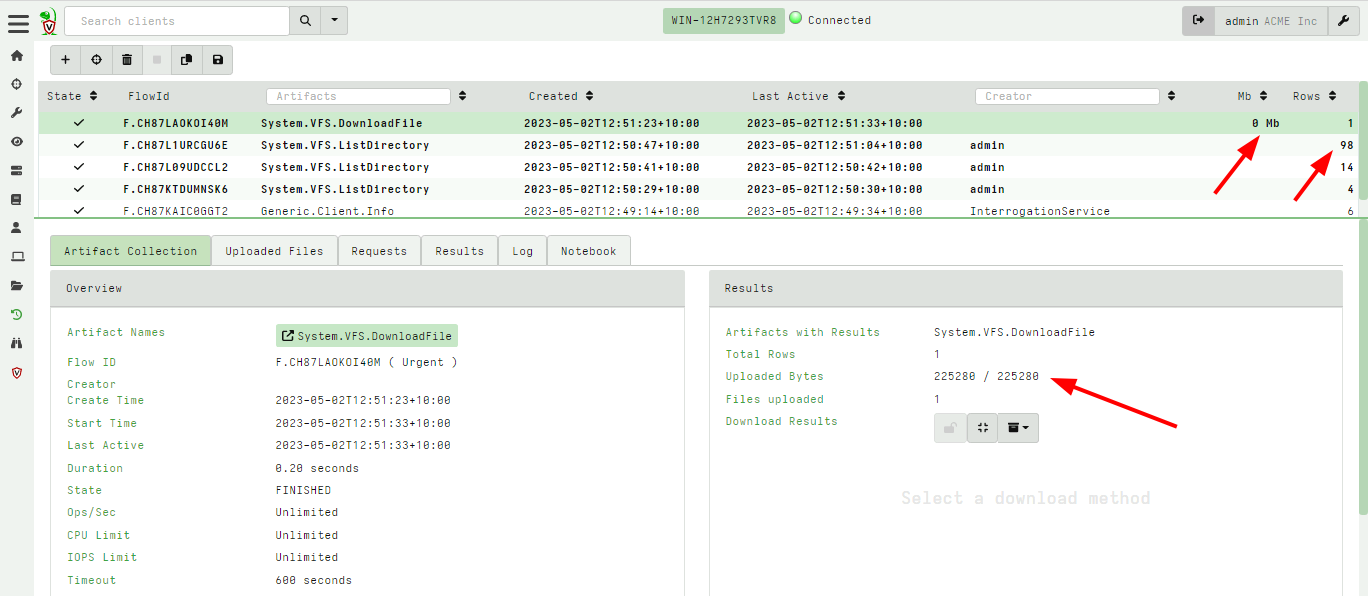 Search clients WIN-12H7293TVR8 Connected admin ACME Inc
State FlowId Artifacts Created Last Active Creator Mb Rows
F.CH87LAOKOI40M System.VFS.DownloadFile 2023-05-02T12:51:23+10:00 2023-05-02T12:51:33+10:00 0 Mb 1
F.CH87L1URCGU6E System.VFS.ListDirectory 2023-05-02T12:50:47+10:00 2023-05-02T12:51:04+10:00 admin 98
F.CH87L09UDCCL2 System.VFS.ListDirectory 2023-05-02T12:50:41+10:00 2023-05-02T12:50:42+10:00 admin 14
F.CH87KTDUMNSK6 System.VFS.ListDirectory 2023-05-02T12:50:29+10:00 2023-05-02T12:50:30+10:00 admin 4
F.CH87KAIC0GGT2 Generic.Client.Info 2023-05-02T12:49:14+10:00 2023-05-02T12:49:34+10:00 InterrogationService 6
Artifact Collection Uploaded Files Requests Results Log Notebook
Overview
Artifact Names System.VFS.DownloadFile
Flow ID F.CH87LAOKOI40M ( Urgent )
Creator
Create Time 2023-05-02T12:51:23+10:00
Start Time 2023-05-02T12:51:33+10:00
Last Active 2023-05-02T12:51:33+10:00
Duration 0.20 seconds
State FINISHED
Ops/Sec Unlimited
CPU Limit Unlimited
IOPS Limit Unlimited
Timeout 600 seconds
Results
Artifacts with Results System.VFS.DownloadFile
Total Rows 1
Uploaded Bytes 225280 / 225280
Files uploaded 1
Download Results
Select a download method